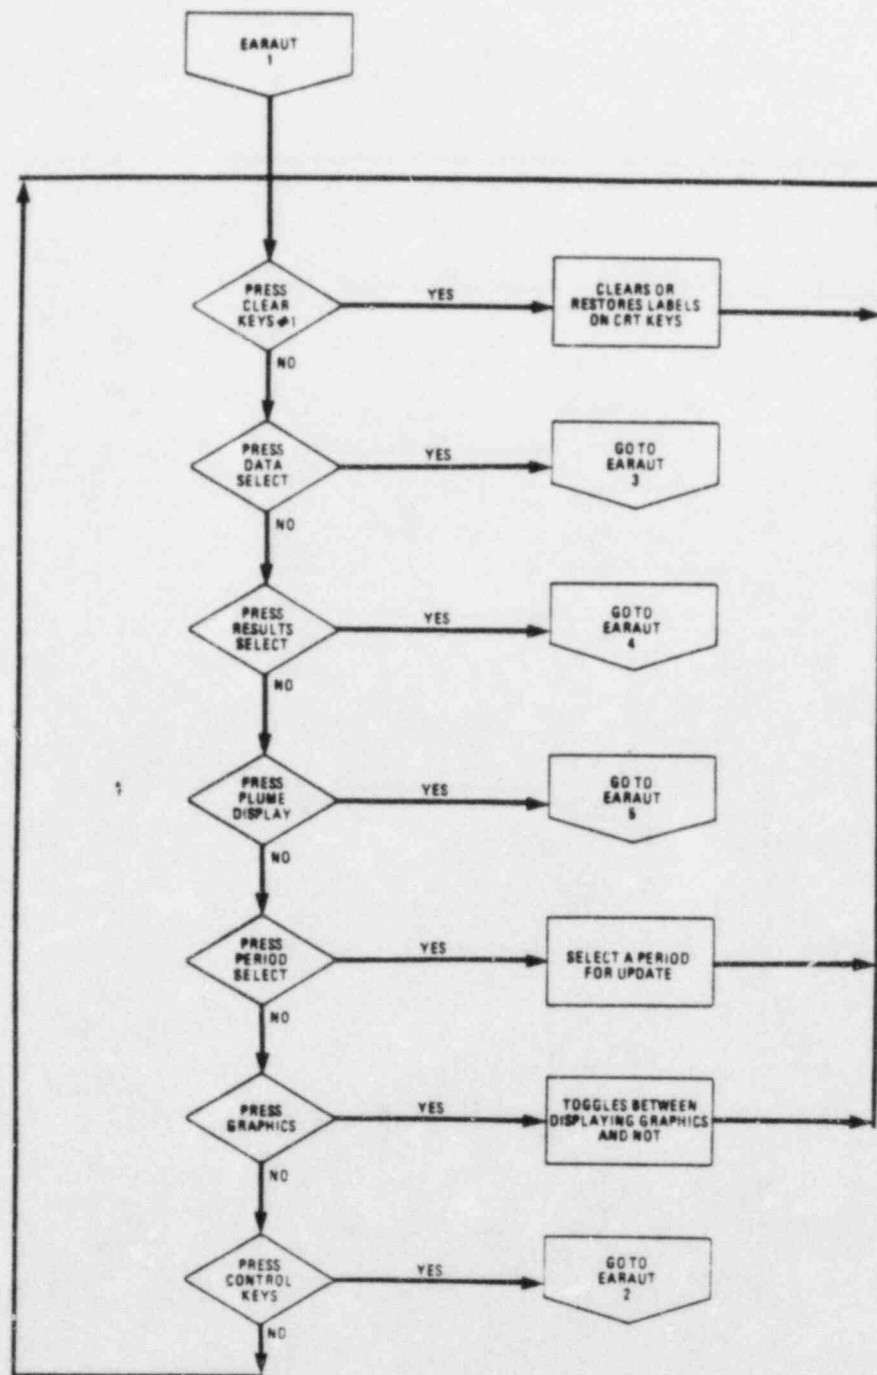 EARAUT
1
PRESS
CLEAR
KEYS #1
YES
CLEARS OR
RESTORES LABELS
ON CRT KEYS
NO
PRESS
DATA
SELECT
YES
GO TO
EARAUT
3
NO
PRESS
RESULTS
SELECT
YES
GO TO
EARAUT
4
NO
PRESS
PLUME
DISPLAY
YES
GO TO
EARAUT
5
NO
PRESS
PERIOD
SELECT
YES
SELECT A PERIOD
FOR UPDATE
NO
PRESS
GRAPHICS
YES
TOGGLES BETWEEN
DISPLAYING GRAPHICS
AND NOT
NO
PRESS
CONTROL
KEYS
YES
GO TO
EARAUT
2
NO